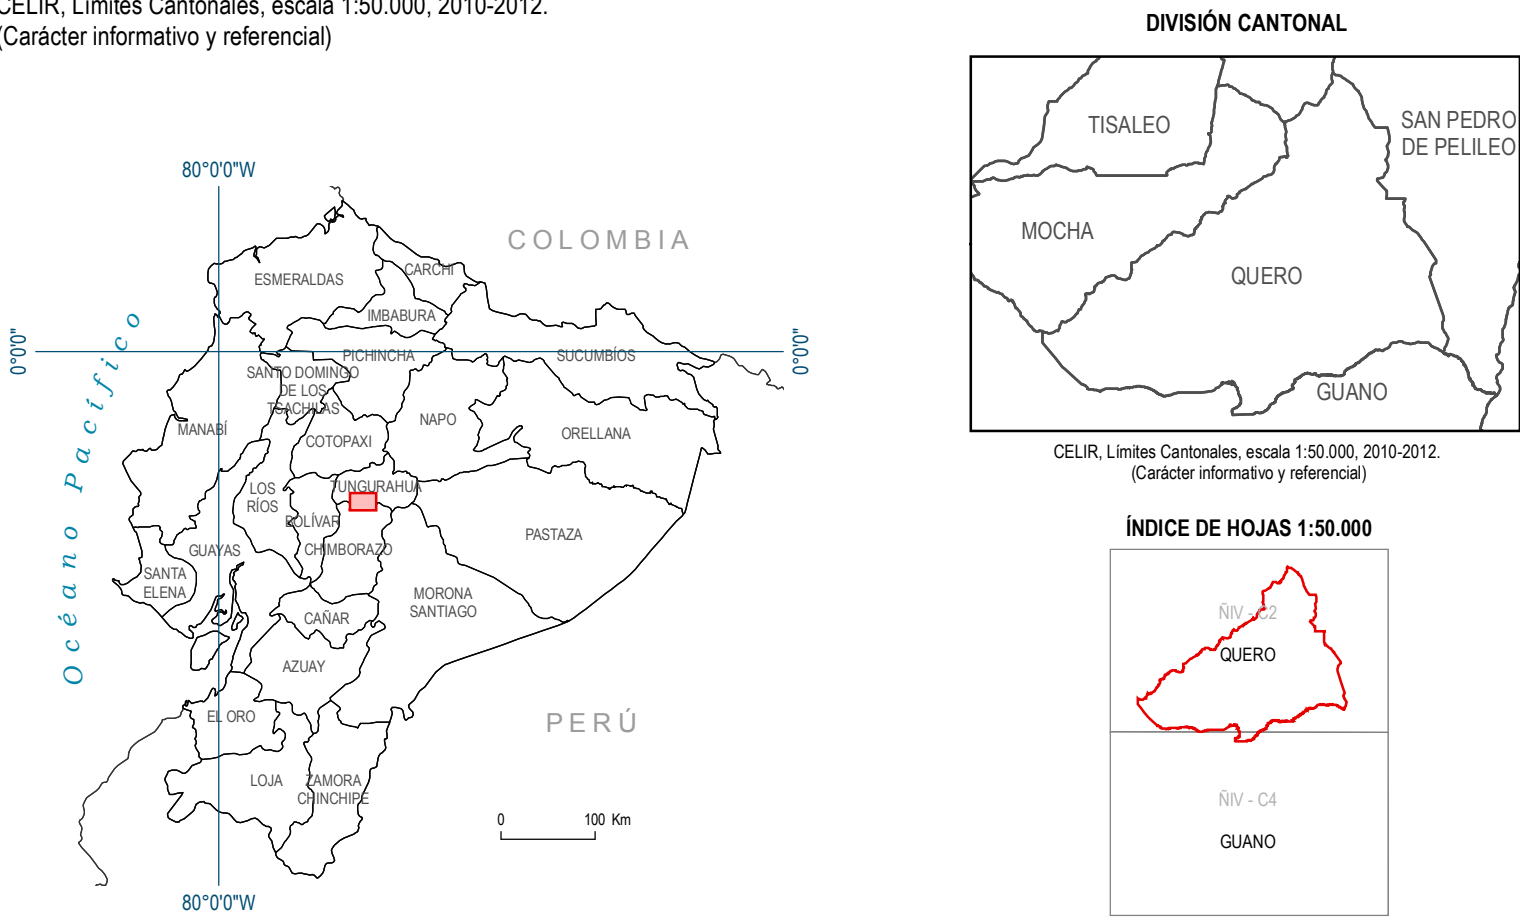 CELIR, Límites Cantonales, escala 1:50.000, 2010-2012.
(Carácter informativo y referencial)
80°0'0"W
COLOMBIA
ESMERALDAS
CARCHI
IMBABURA
0°0'0"
PICHINCHA
SUCUMBÍOS
0°0'0"
SANTO DOMINGO
DE LOS
TSACHILAS
Océano Pacífico
MANABÍ
COTOPAXI
NAPO
ORELLANA
LOS
RÍOS
TUNGURAHUA
BOLÍVAR
PASTAZA
GUAYAS
CHIMBORAZO
SANTA
ELENA
MORONA
SANTIAGO
CAÑAR
AZUAY
EL ORO
PERÚ
LOJA
ZAMORA
CHINCHIPE
0 100 Km
80°0'0"W
DIVISIÓN CANTONAL
TISALEO
SAN PEDRO
DE PELILEO
MOCHA
QUERO
GUANO
CELIR, Límites Cantonales, escala 1:50.000, 2010-2012.
(Carácter informativo y referencial)
ÍNDICE DE HOJAS 1:50.000
ÑIV - C2
QUERO
ÑIV - C4
GUANO